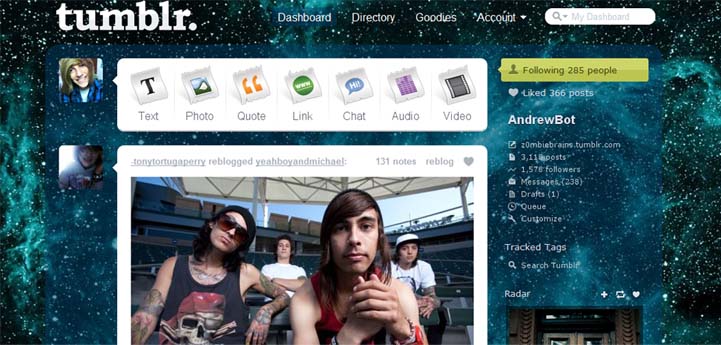 tumblr.
Dashboard Directory Goodies Account
My Dashboard
T WWW Hi!
Text Photo Quote Link Chat Audio Video
.tonytortugaperry reblogged yeahboyandmichael:
131 notes reblog
Following 285 people
Liked 366 posts
AndrewBot
z0mbiebrains.tumblr.com
posts
1,578 followers
Messages (238)
Drafts (1)
Queue
Customize
Tracked Tags
Search Tumblr
Radar